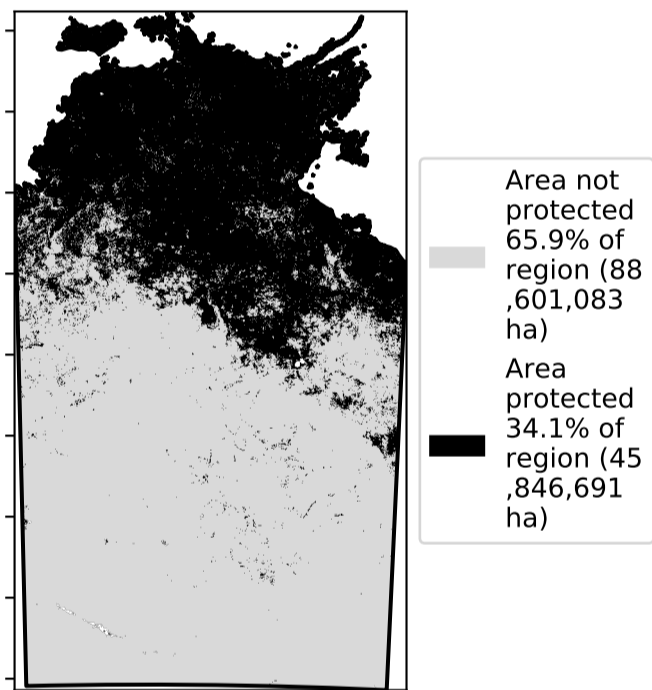 Area not
protected
65.9% of
region (88
,601,083
ha)
Area
protected
34.1% of
region (45
,846,691
ha)